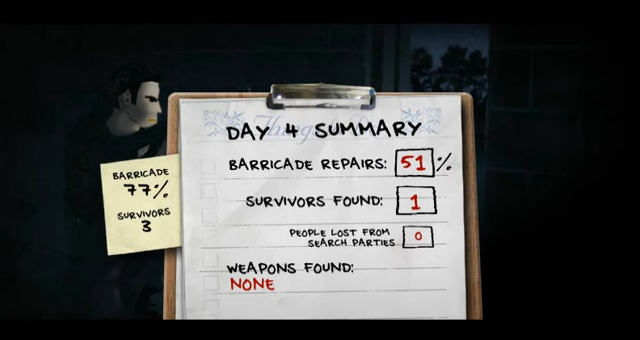 DAY 4 SUMMARY
BARRICADE REPAIRS: 51 %
SURVIVORS FOUND: 1
PEOPLE LOST FROM
SEARCH PARTIES 0
WEAPONS FOUND:
NONE
BARRICADE
77%
SURVIVORS
3